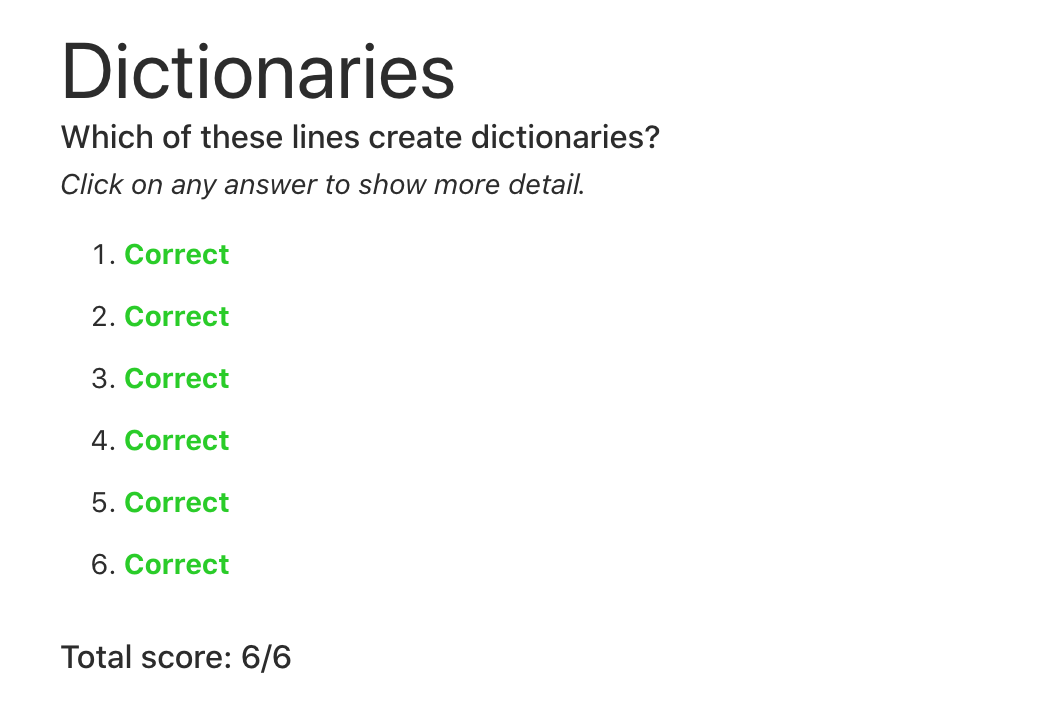 Dictionaries
Which of these lines create dictionaries?
Click on any answer to show more detail.
1. Correct
2. Correct
3. Correct
4. Correct
5. Correct
6. Correct
Total score: 6/6